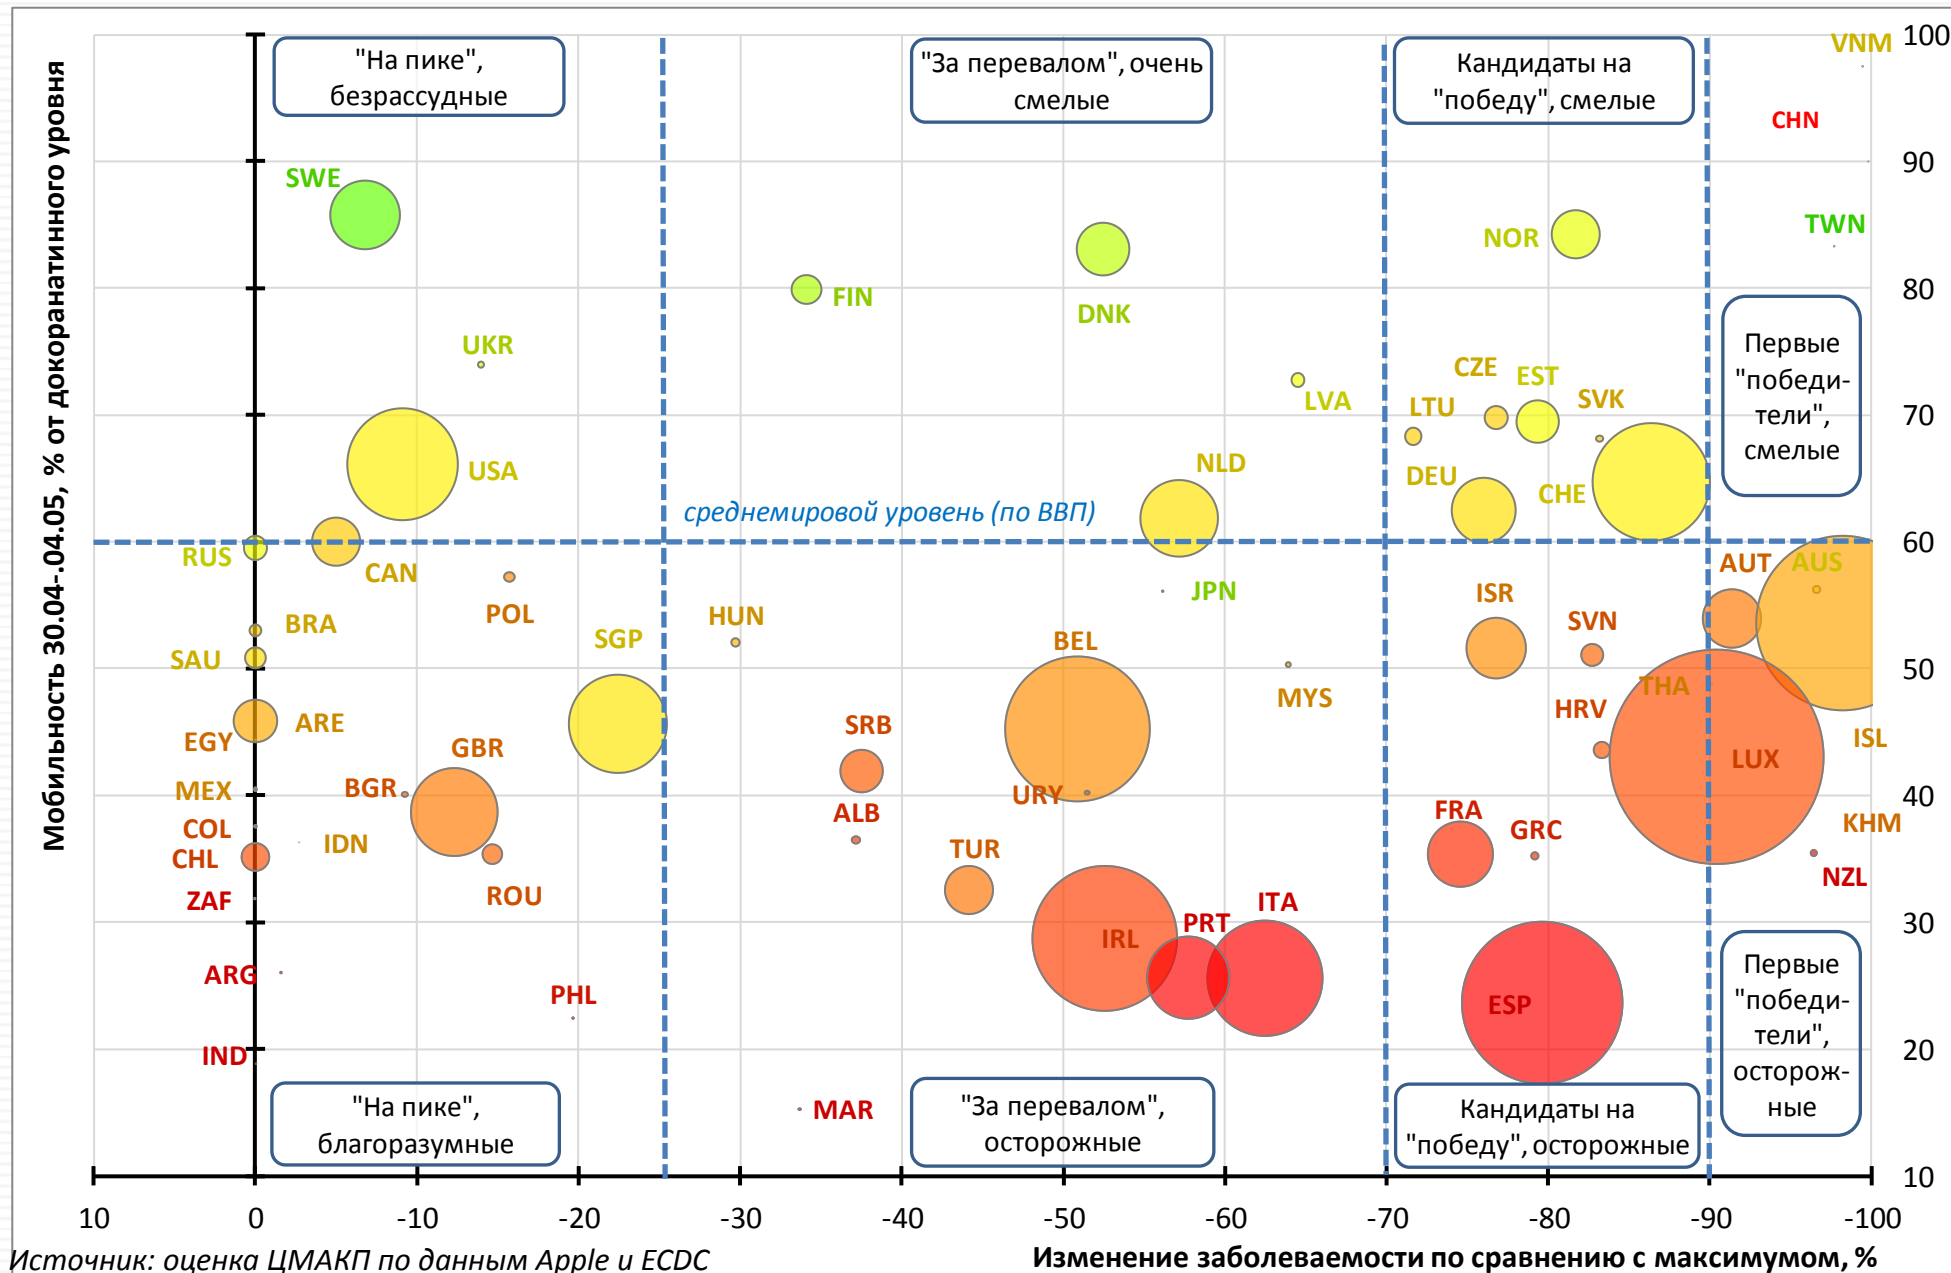 Мобильность 30.04-.04.05, % от докоранатинного уровня
"На пике",
безрассудные
"За перевалом", очень
смелые
Кандидаты на
"победу", смелые
VNM
100
CHN
90
SWE
TWN
NOR
80
FIN
DNK
UKR
Первые
"победи-
тели",
смелые
CZE
EST
SVK
LTU
LVA
70
USA
NLD
DEU
CHE
среднемировой уровень (по ВВП)
60
RUS
CAN
AUT
AUS
POL
JPN
ISR
BRA
HUN
SVN
SGP
BEL
SAU
50
THA
MYS
HRV
ARE
SRB
EGY
GBR
ISL
LUX
MEX
BGR
URY
40
COL
ALB
FRA
GRC
KHM
IDN
CHL
TUR
ROU
NZL
ZAF
ITA
30
PRT
IRL
ARG
PHL
ESP
Первые
"победи-
тели",
осторож-
ные
IND
20
MAR
"На пике",
благоразумные
"За перевалом",
осторожные
Кандидаты на
"победу", осторожные
10
10 0 -10 -20 -30 -40 -50 -60 -70 -80 -90 -100
Источник: оценка ЦМАКП по данным Apple и ECDC
Изменение заболеваемости по сравнению с максимумом, %